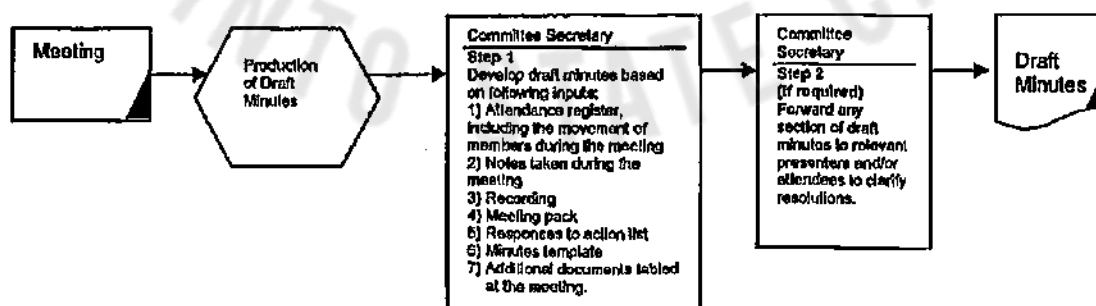 Meeting
Production
of Draft
Minutes
Committee Secretary
Step 1
Develop draft minutes based
on following inputs;
1) Attendance register,
including the movement of
members during the meeting
2) Notes taken during the
meeting
3) Recording
4) Meeting pack
5) Responses to action list
6) Minutes template
7) Additional documents tabled
at the meeting.
Committee
Secretary
Step 2
(If required)
Forward any
section of draft
minutes to relevant
presenters and/or
attendees to clarify
resolutions.
Draft
Minutes